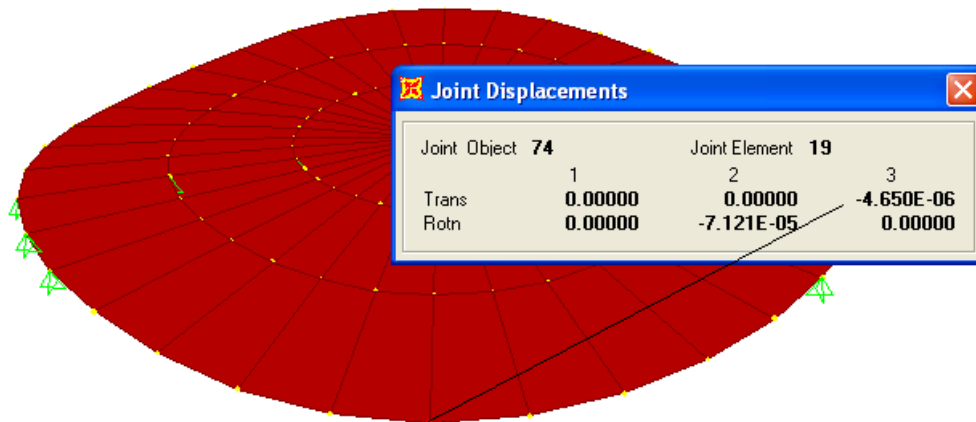 Joint Displacements
Joint Object 74 Joint Element 19
1 2 3
Trans 0.00000 0.00000 -4.650E-06
Rotn 0.00000 -7.121E-05 0.00000